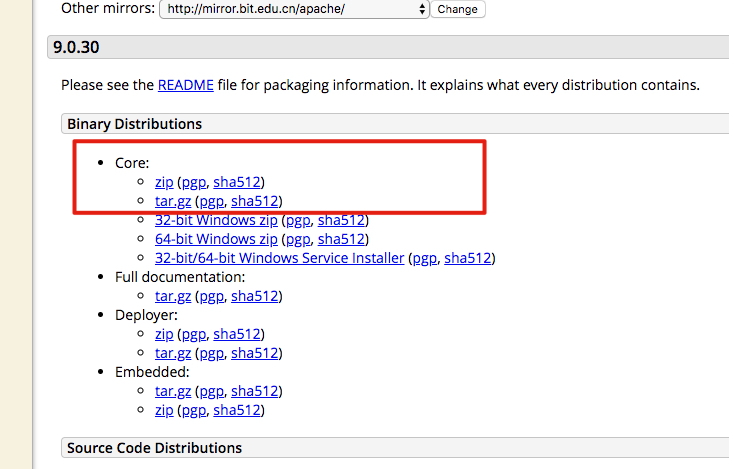 Other mirrors: http://mirror.bit.edu.cn/apache/ Change
9.0.30
Please see the README file for packaging information. It explains what every distribution contains.
Binary Distributions
• Core:
◦ zip (pgp, sha512)
◦ tar.gz (pgp, sha512)
◦ 32-bit Windows zip (pgp, sha512)
◦ 64-bit Windows zip (pgp, sha512)
◦ 32-bit/64-bit Windows Service Installer (pgp, sha512)
• Full documentation:
◦ tar.gz (pgp, sha512)
• Deployer:
◦ zip (pgp, sha512)
◦ tar.gz (pgp, sha512)
• Embedded:
◦ tar.gz (pgp, sha512)
◦ zip (pgp, sha512)
Source Code Distributions